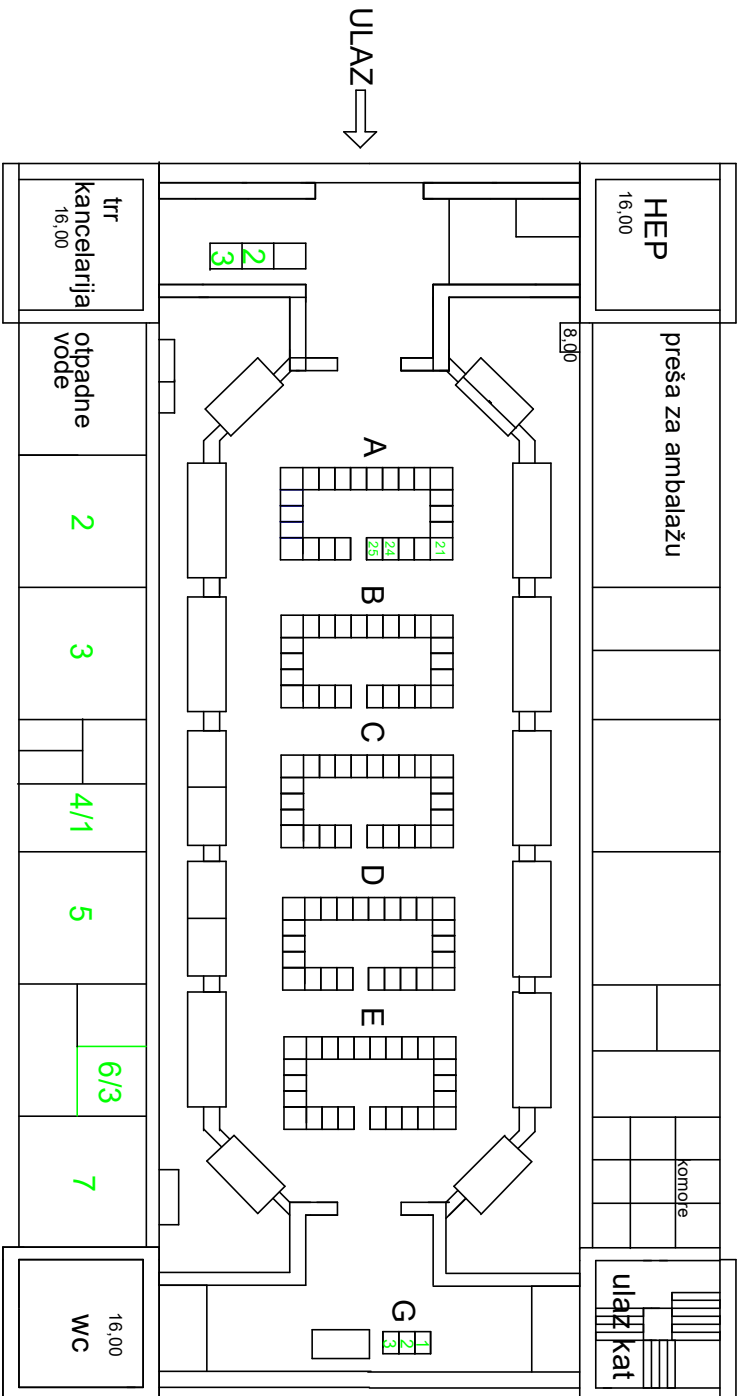 ULAZ
HEP
16,00
trr
kancelarija
16,00
2
3
8,00
preša za ambalažu
otpadne
vode
A
21
24
25
2
B
3
C
4/1
D
5
E
6/3
komore
7
G
1
2
3
ulaz kat
16,00
wc